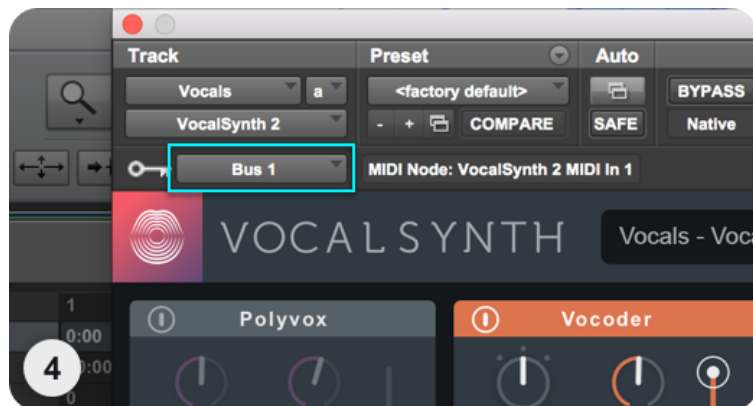 Track Preset Auto
Vocals a <factory default> BYPASS
VocalSynth 2 - + COMPARE SAFE Native
Bus 1 MIDI Node: VocalSynth 2 MIDI In 1
VOCALSYNTH Vocals - Voca
1 Polyvox Vocoder
0:00
4 0:00
0